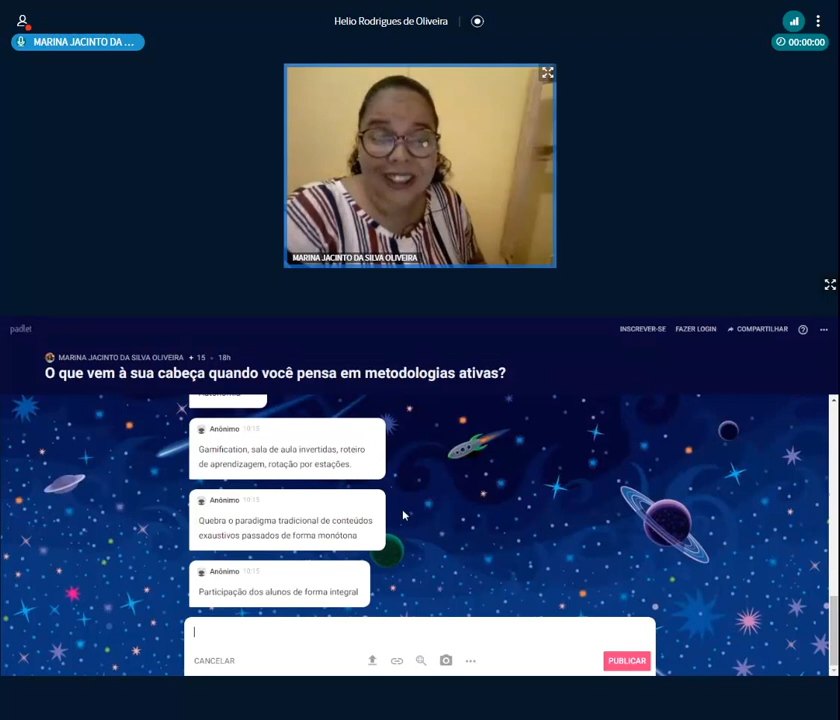 Helio Rodrigues de Oliveira
MARINA JACINTO DA ...
00:00:00
MARINA JACINTO DA SILVA OLIVEIRA
padlet
INSCREVER-SE FAZER LOGIN COMPARTILHAR
MARINA JACINTO DA SILVA OLIVEIRA + 15 • 18h
O que vem à sua cabeça quando você pensa em metodologias ativas?
Anônimo 10:15
Gamification, sala de aula invertidas, roteiro
de aprendizagem, rotação por estações.
Anônimo 10:15
Quebra o paradigma tradicional de conteúdos
exaustivos passados de forma monótona
Anônimo 10:15
Participação dos alunos de forma integral
CANCELAR
PUBLICAR